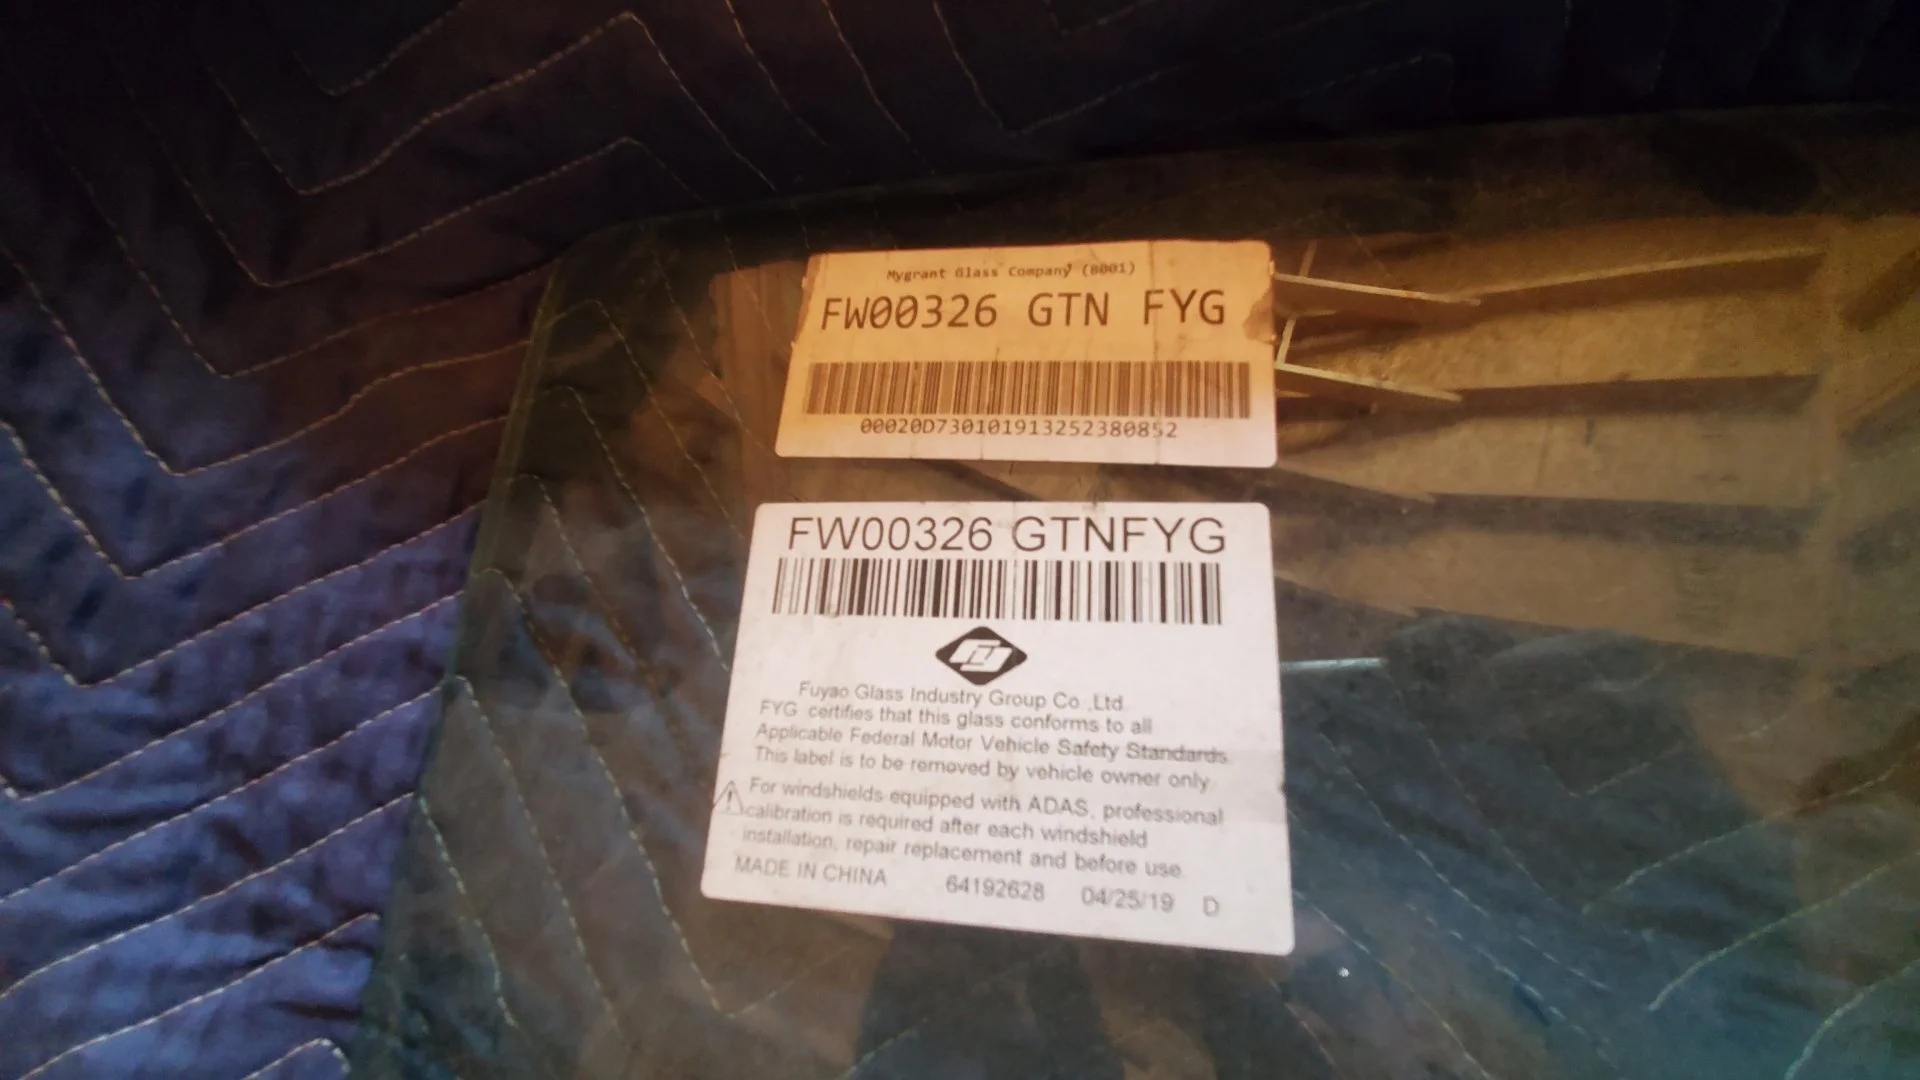 Mygrant Glass Company (8001)
FW00326 GTN FYG
00020D730101913252380852
FW00326 GTNFYG
Fuyao Glass Industry Group Co.,Ltd
FYG certifies that this glass conforms to all
Applicable Federal Motor Vehicle Safety Standards.
This label is to be removed by vehicle owner only
For windshields equipped with ADAS, professional
calibration is required after each windshield
installation, repair replacement and before use
MADE IN CHINA 64192628 04/25/19 D